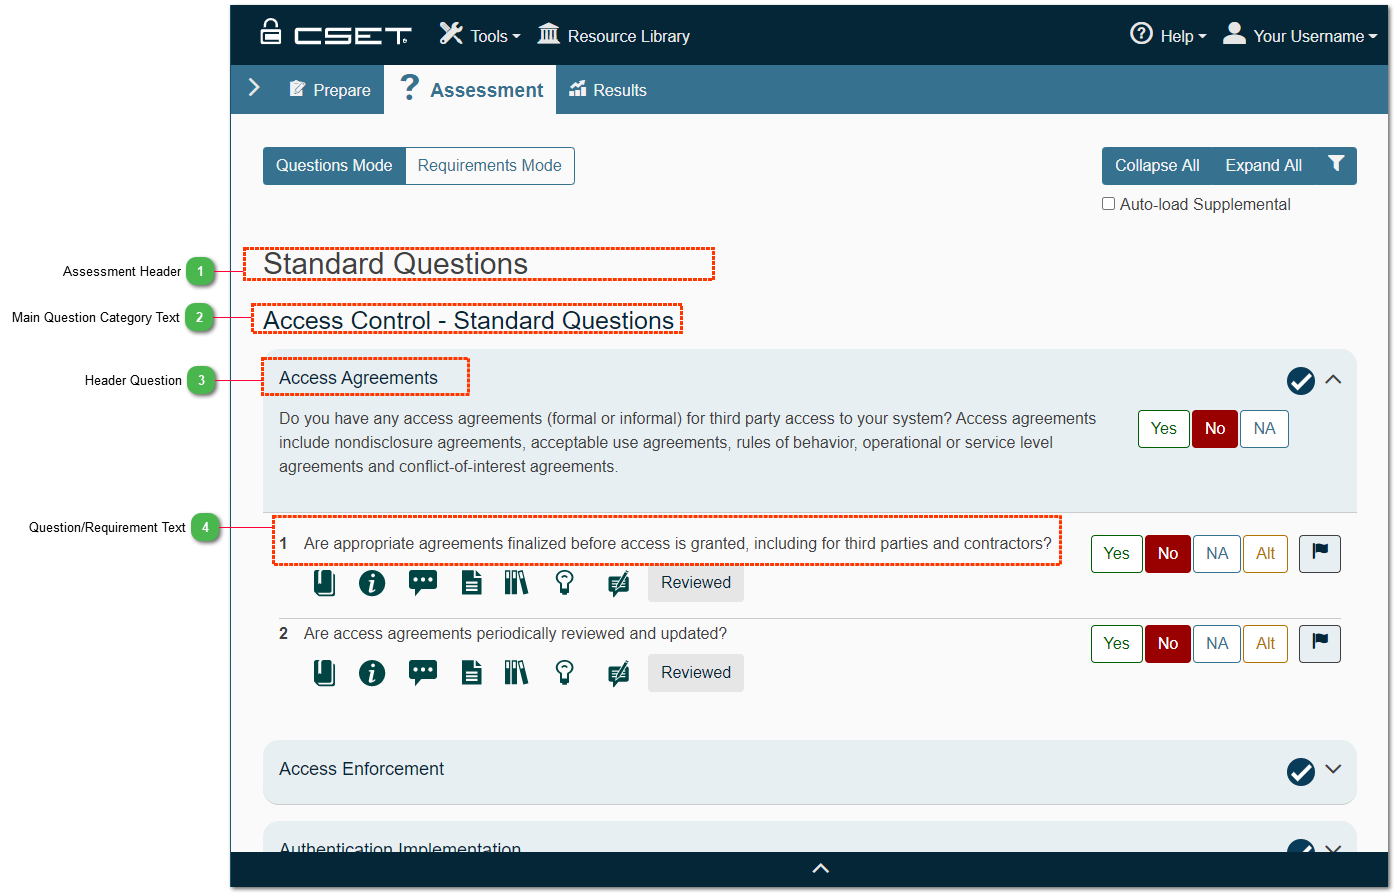 CSET
Tools
Resource Library
Help
Your Username
Prepare
? Assessment
Results
Questions Mode
Requirements Mode
Collapse All
Expand All
Auto-load Supplemental
Assessment Header 1
Standard Questions
Main Question Category Text 2
Access Control - Standard Questions
Header Question 3
Access Agreements
Do you have any access agreements (formal or informal) for third party access to your system? Access agreements
include nondisclosure agreements, acceptable use agreements, rules of behavior, operational or service level
agreements and conflict-of-interest agreements.
Yes No NA
Question/Requirement Text 4
1 Are appropriate agreements finalized before access is granted, including for third parties and contractors?
Yes No NA Alt
Reviewed
2 Are access agreements periodically reviewed and updated?
Yes No NA Alt
Reviewed
Access Enforcement
Authentication Implementation